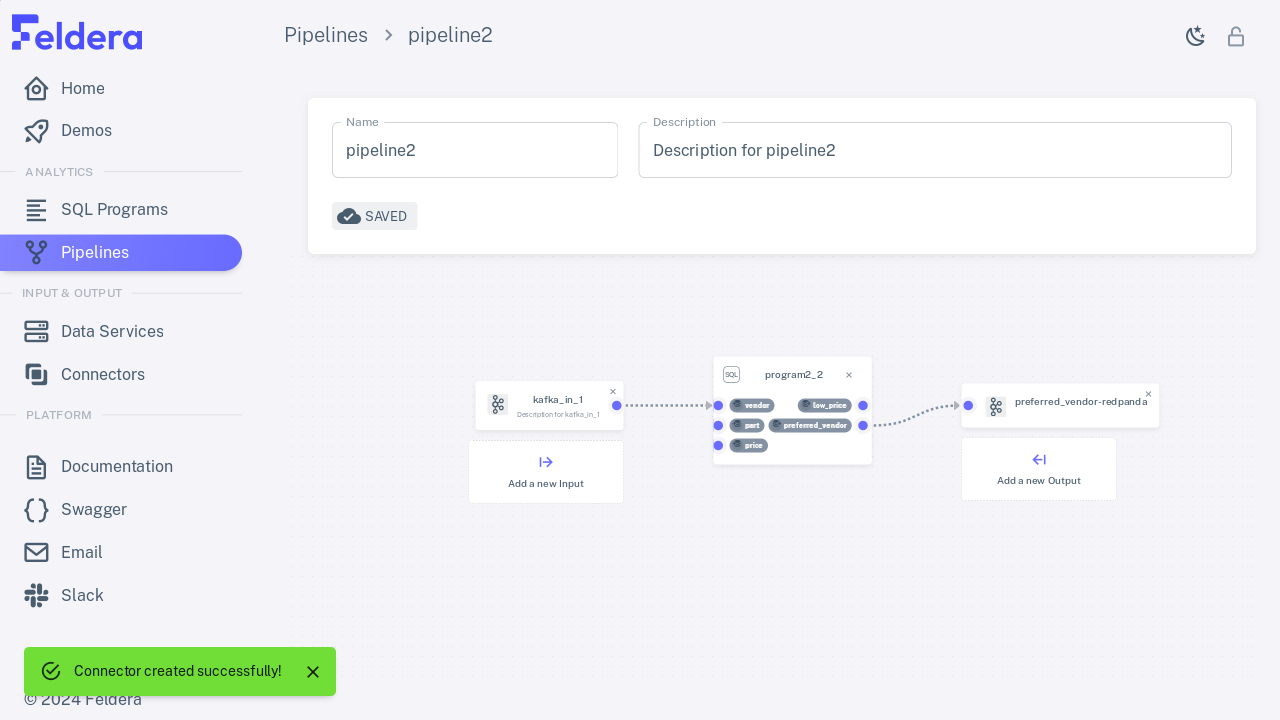 Feldera
Pipelines > pipeline2
Home
Demos
ANALYTICS
SQL Programs
Pipelines
INPUT & OUTPUT
Data Services
Connectors
PLATFORM
Documentation
Swagger
Email
Slack
© 2024 Feldera
Connector created successfully!
Name
pipeline2
Description
Description for pipeline2
SAVED
kafka_in_1
Description for kafka_in_1
Add a new Input
SQL
program2_2
vendor
low_price
part
preferred_vendor
price
preferred_vendor-redpanda
Add a new Output